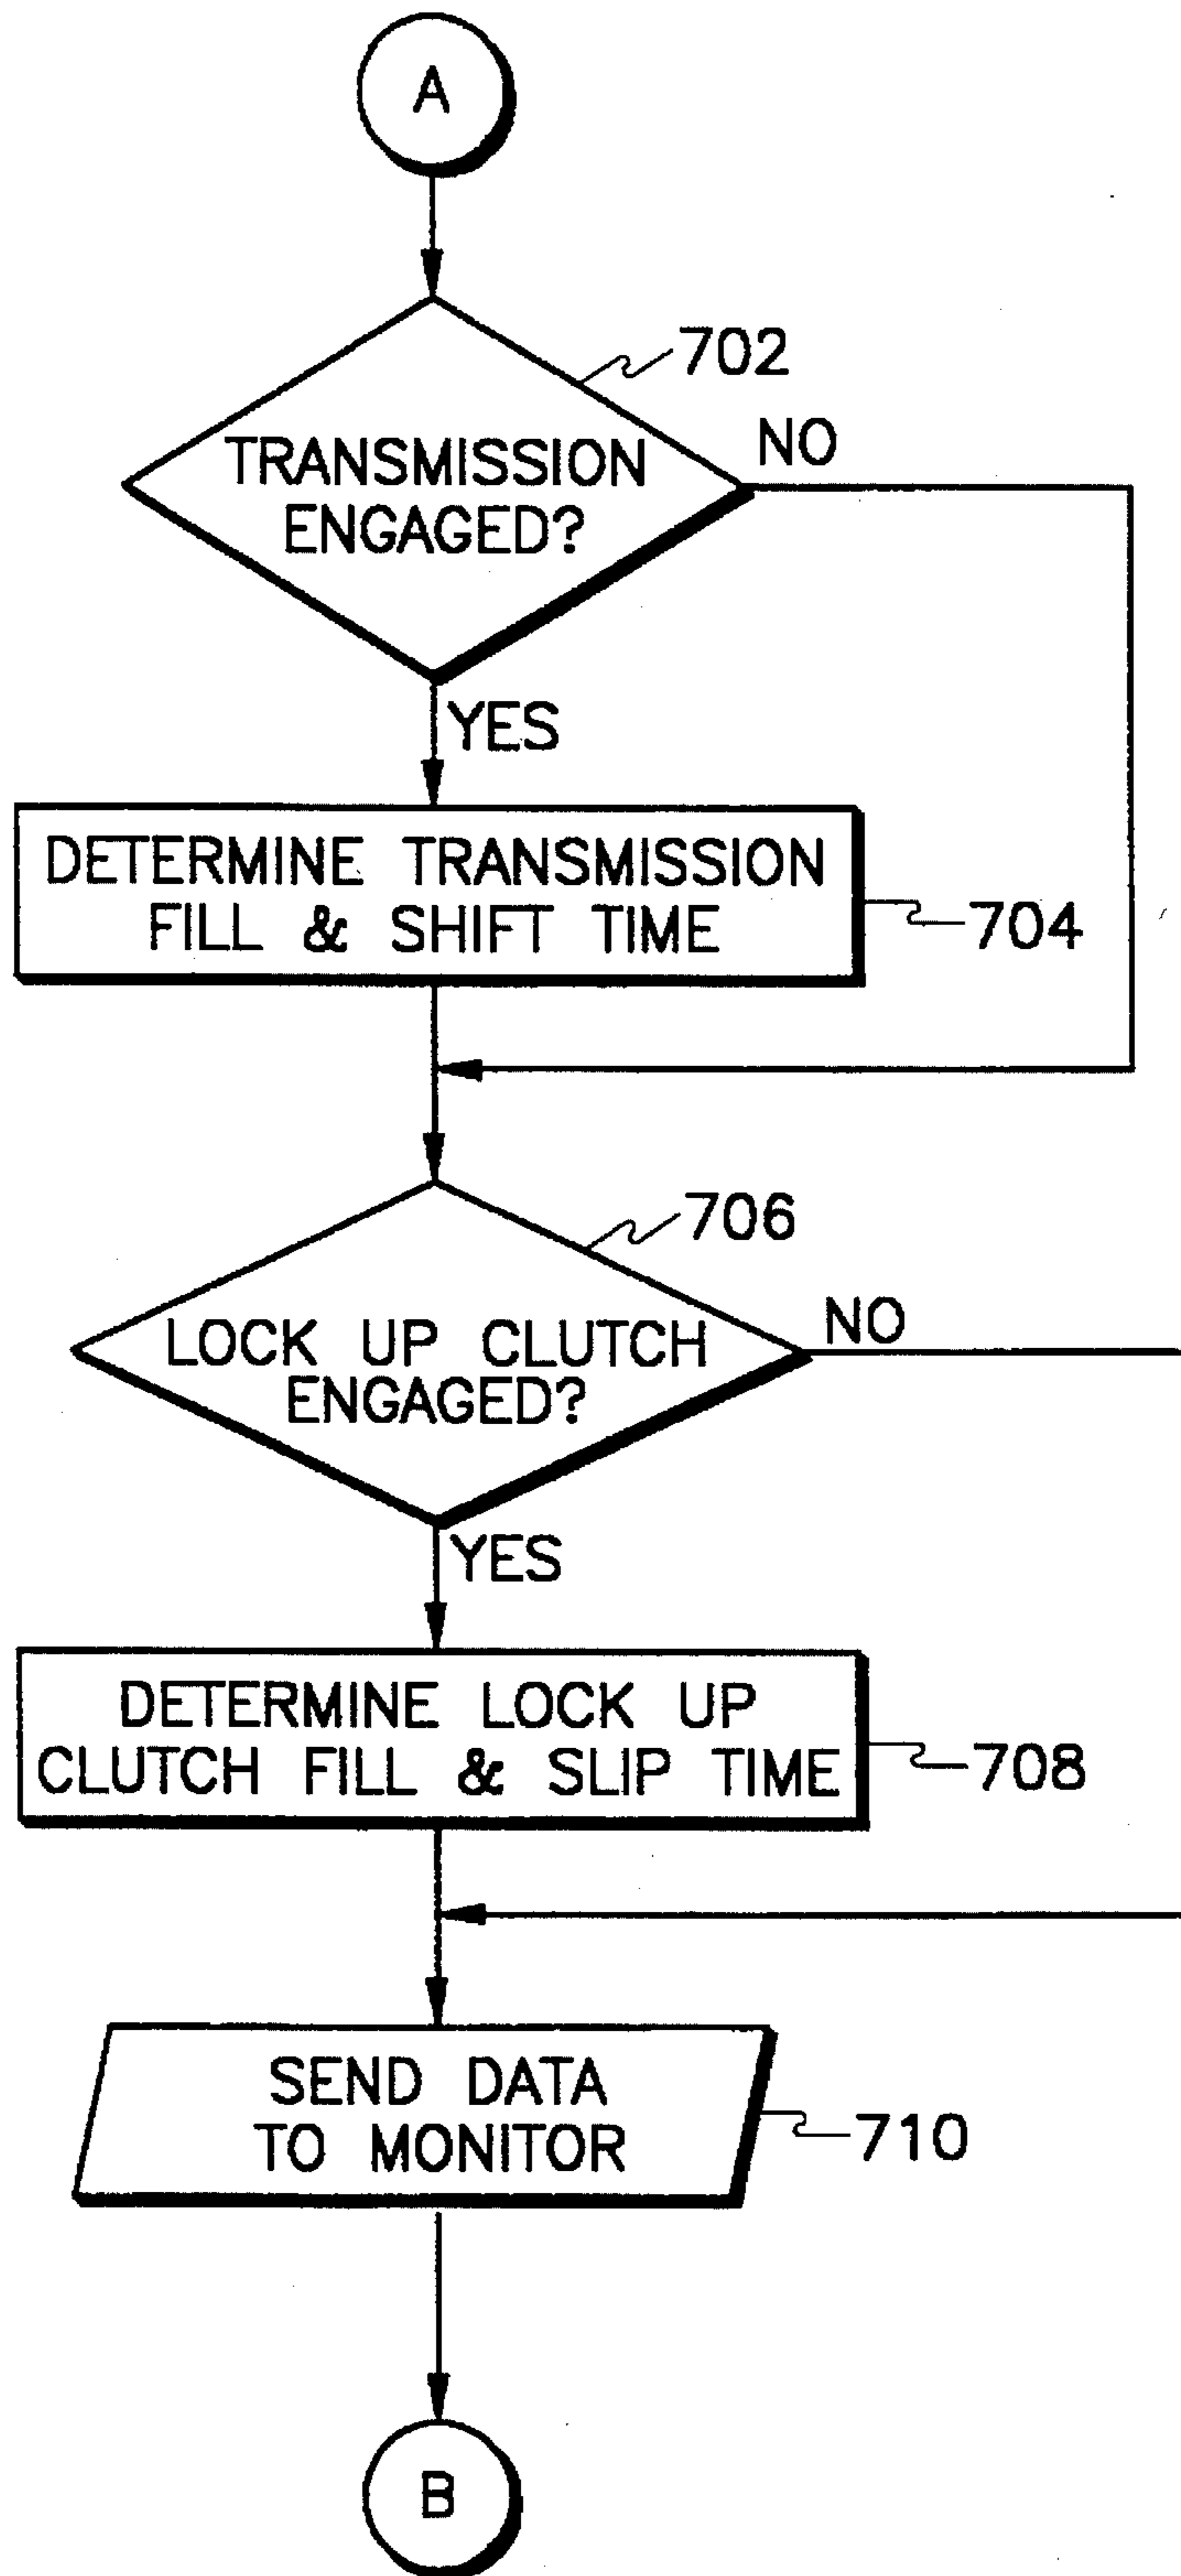 A
702
TRANSMISSION
ENGAGED?
NO
YES
DETERMINE TRANSMISSION
FILL & SHIFT TIME
704
706
LOCK UP CLUTCH
ENGAGED?
NO
YES
DETERMINE LOCK UP
CLUTCH FILL & SLIP TIME
708
SEND DATA
TO MONITOR
710
B